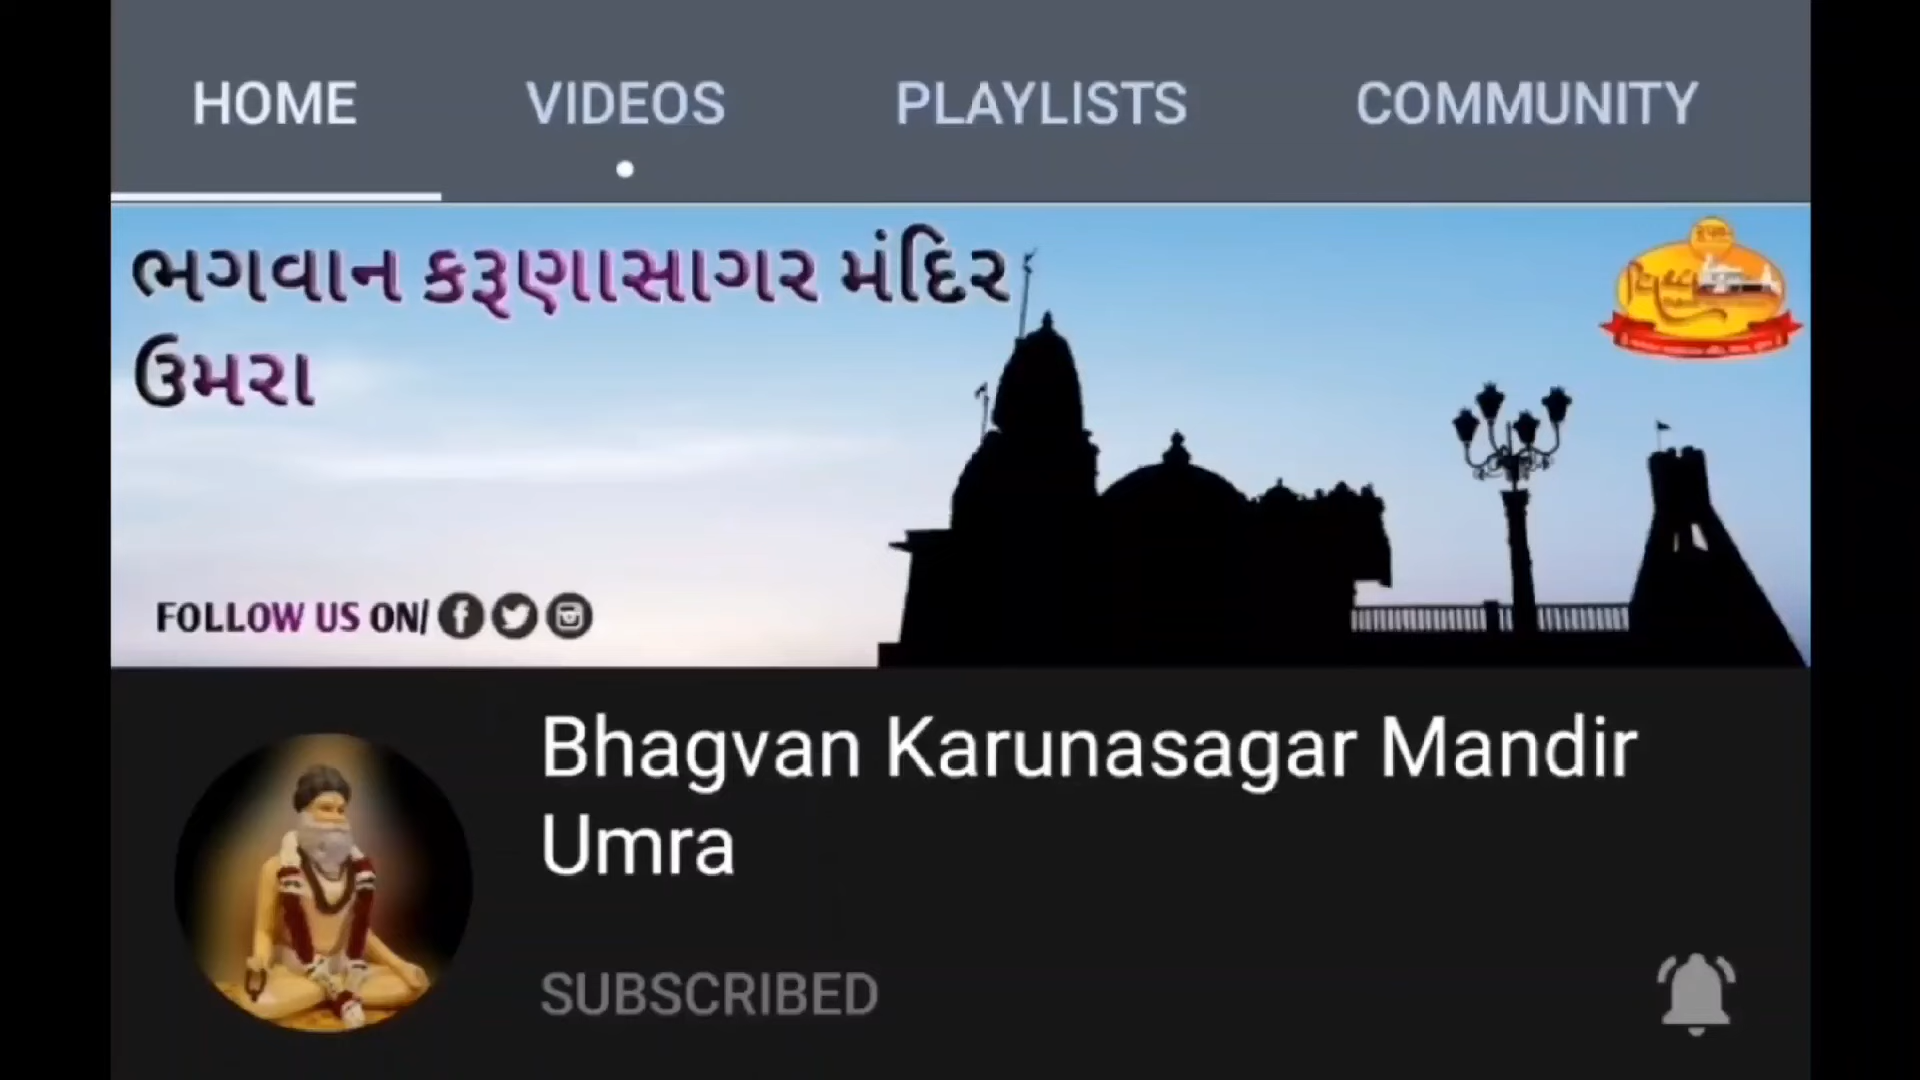 HOME VIDEOS PLAYLISTS COMMUNITY
ભગવાન કરૂણાસાગર મંદિર
ઉમરા
FOLLOW US ON/
Bhagvan Karunasagar Mandir
Umra
SUBSCRIBED